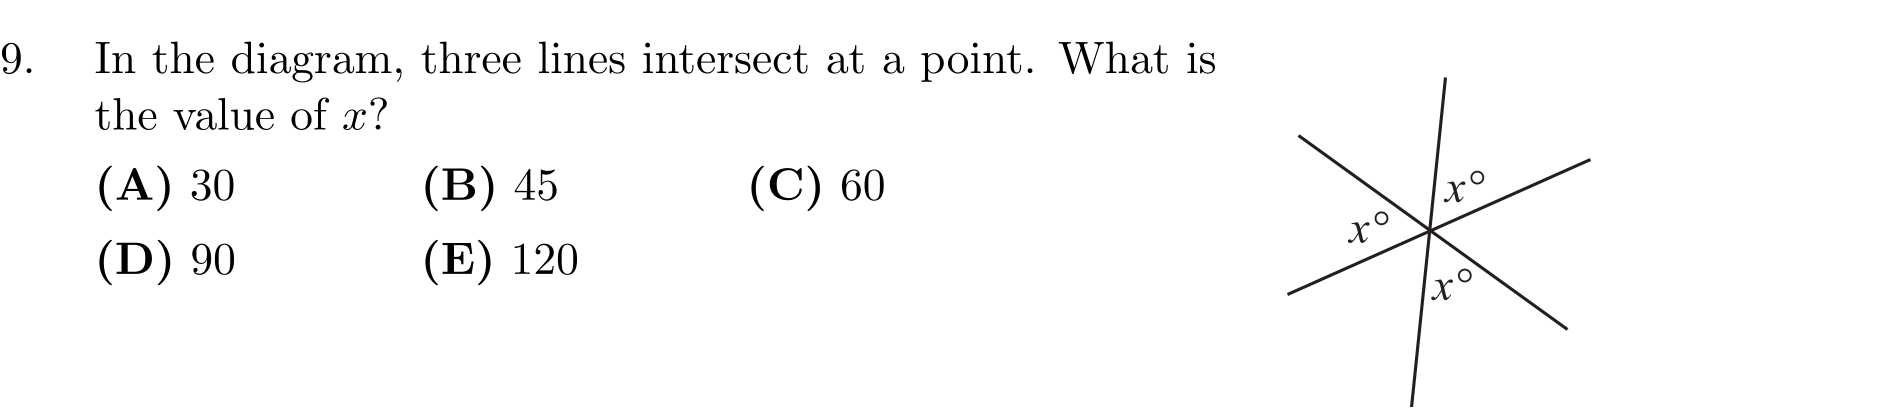 9. In the diagram, three lines intersect at a point. What is
the value of x?
(A) 30 (B) 45 (C) 60
(D) 90 (E) 120
x°
x°
x°